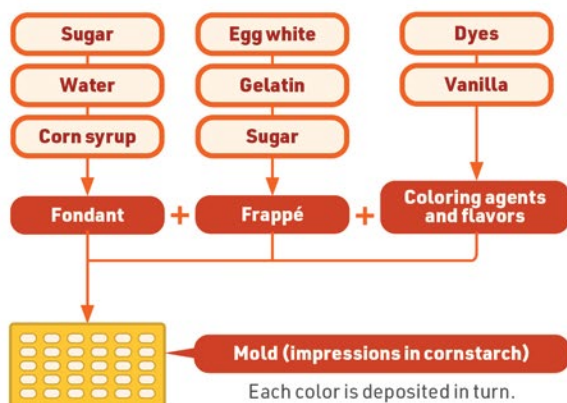 Sugar
Water
Corn syrup
Egg white
Gelatin
Sugar
Dyes
Vanilla
Fondant
+
Frappé
+
Coloring agents
and flavors
Mold (impressions in cornstarch)
Each color is deposited in turn.